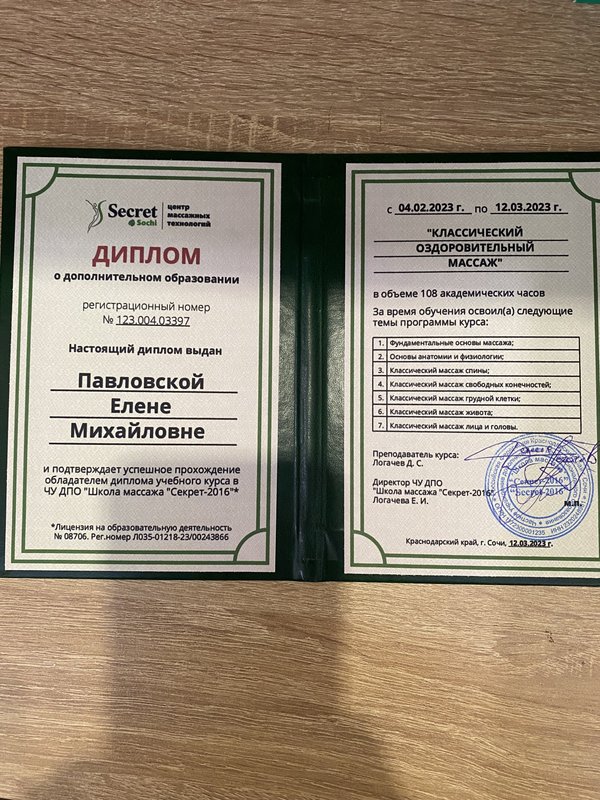 Secret
Sochi
центр
массажных
технологий
ДИПЛОМ
о дополнительном образовании
регистрационный номер
№ 123.004.03397
Настоящий диплом выдан
Павловской
Елене
Михайловне
и подтверждает успешное прохождение
обладателем диплома учебного курса в
ЧУ ДПО "Школа массажа "Секрет-2016"*
*Лицензия на образовательную деятельность
№ 08706. Рег.номер Л035-01218-23/00243866
с 04.02.2023 г. по 12.03.2023 г.
"КЛАССИЧЕСКИЙ
ОЗДОРОВИТЕЛЬНЫЙ
МАССАЖ"
в объеме 108 академических часов
За время обучения освоил(а) следующие
темы программы курса:
1. Фундаментальные основы массажа;
2. Основы анатомии и физиологии;
3. Классический массаж спины;
4. Классический массаж свободных конечностей;
5. Классический массаж грудной клетки;
6. Классический массаж живота;
7. Классический массаж лица и головы.
Преподаватель курса:
Логачев Д. С.
Директор ЧУ ДПО
"Школа массажа "Секрет-2016"
Логачева Е. И.
"Секрет-2016"
"Secret-2016"
м.п.
Краснодарский край, г. Сочи, 12.03.2023 г.